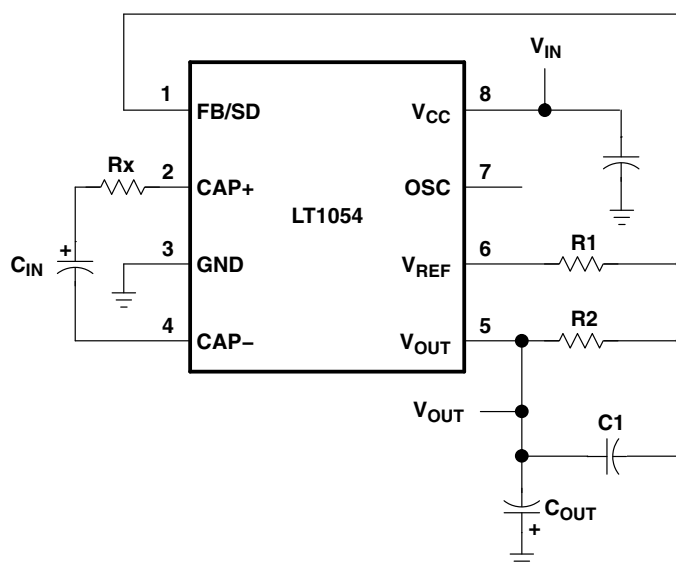 V_IN
1
FB/SD
V_CC
8
Rx
2
CAP+
OSC
7
LT1054
+
C_IN
3
GND
V_REF
6
R1
4
CAP−
V_OUT
5
R2
V_OUT
C1
C_OUT
+